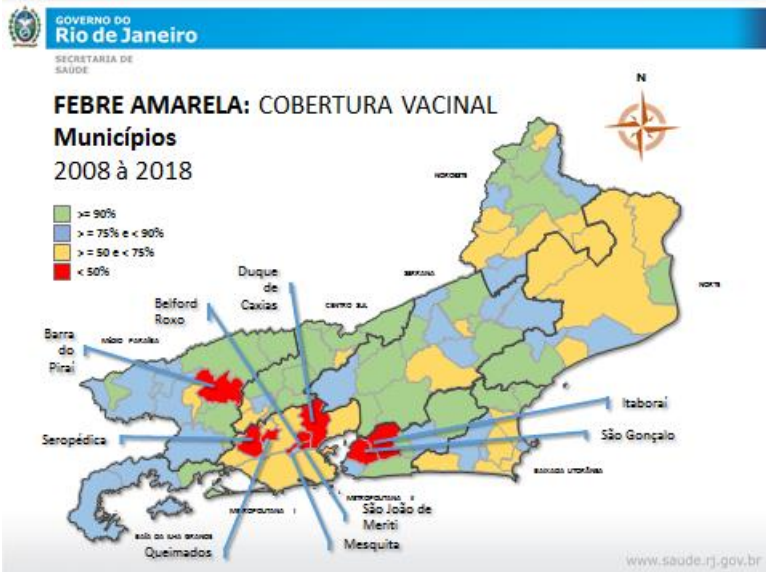 GOVERNO DO
Rio de Janeiro
SECRETARIA DE
SAÚDE
FEBRE AMARELA: COBERTURA VACINAL
Municípios
2008 à 2018
>= 90%
> = 75% e < 90%
> = 50 e < 75%
< 50%
N
NOROESTE
NORTE
SERRANA
CENTRO SUL
MÉDIO PARAÍBA
Duque
de
Caxias
Belford
Roxo
Barra
do
Piraí
Seropédica
Itaboraí
São Gonçalo
BAIXADA LITORÂNEA
METROPOLITANA II
METROPOLITANA I
São João de
Meriti
BAÍA DA ILHA GRANDE
Queimados
Mesquita
www.saude.rj.gov.br